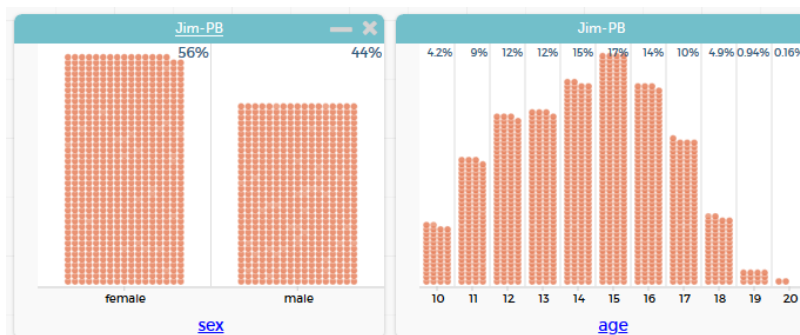 Jim-PB
56% 44%
female male
sex
Jim-PB
4.2% 9% 12% 12% 15% 17% 14% 10% 4.9% 0.94% 0.16%
10 11 12 13 14 15 16 17 18 19 20
age